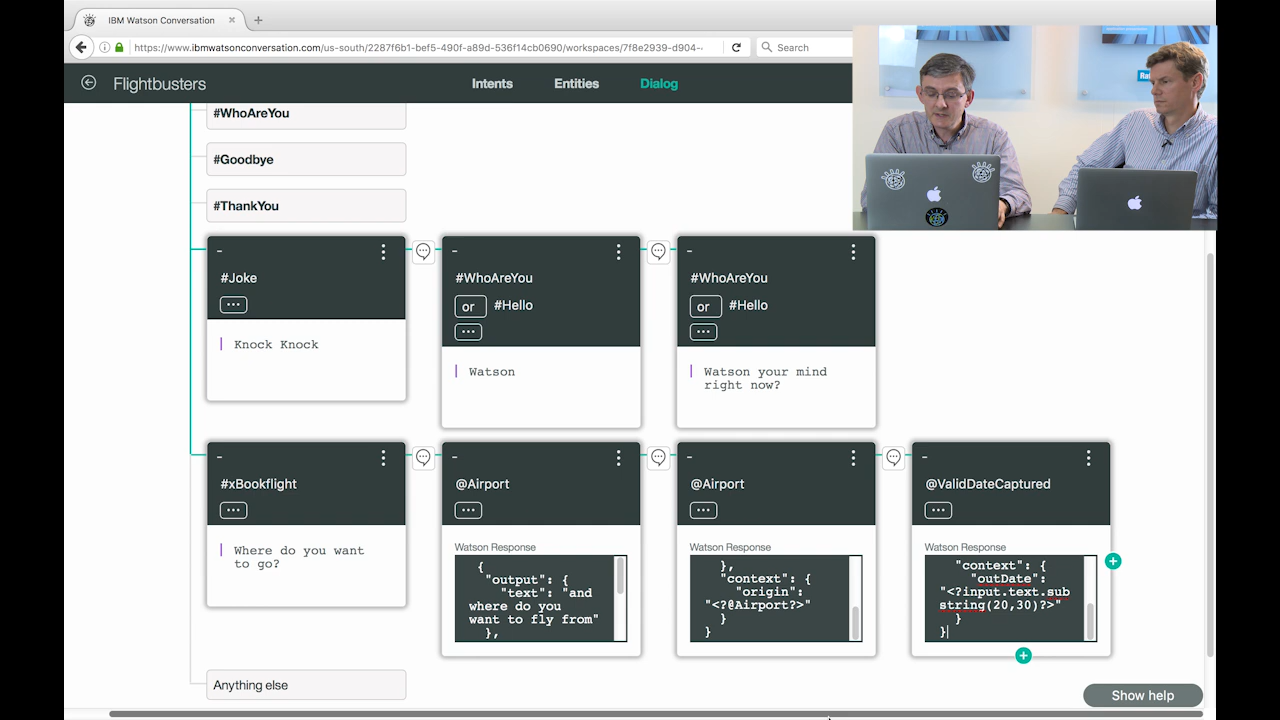 IBM Watson Conversation
https://www.ibmwatsonconversation.com/us-south/2287f6b1-bef5-490f-a89d-536f14cb0690/workspaces/7f8e2939-d904-
Search
Flightbusters
Intents
Entities
Dialog
#WhoAreYou
#Goodbye
#ThankYou
#Joke
Knock Knock
#WhoAreYou
or #Hello
Watson
#WhoAreYou
or #Hello
Watson your mind
right now?
#xBookflight
Where do you want
to go?
@Airport
Watson Response
{
"output": {
"text": "and
where do you
want to fly from"
},
@Airport
Watson Response
},
"context": {
"origin":
"<?@Airport?>"
}
}
@ValidDateCaptured
Watson Response
"context": {
"outDate":
"<?input.text.sub
string(20,30)?>"
}
}
Anything else
Show help